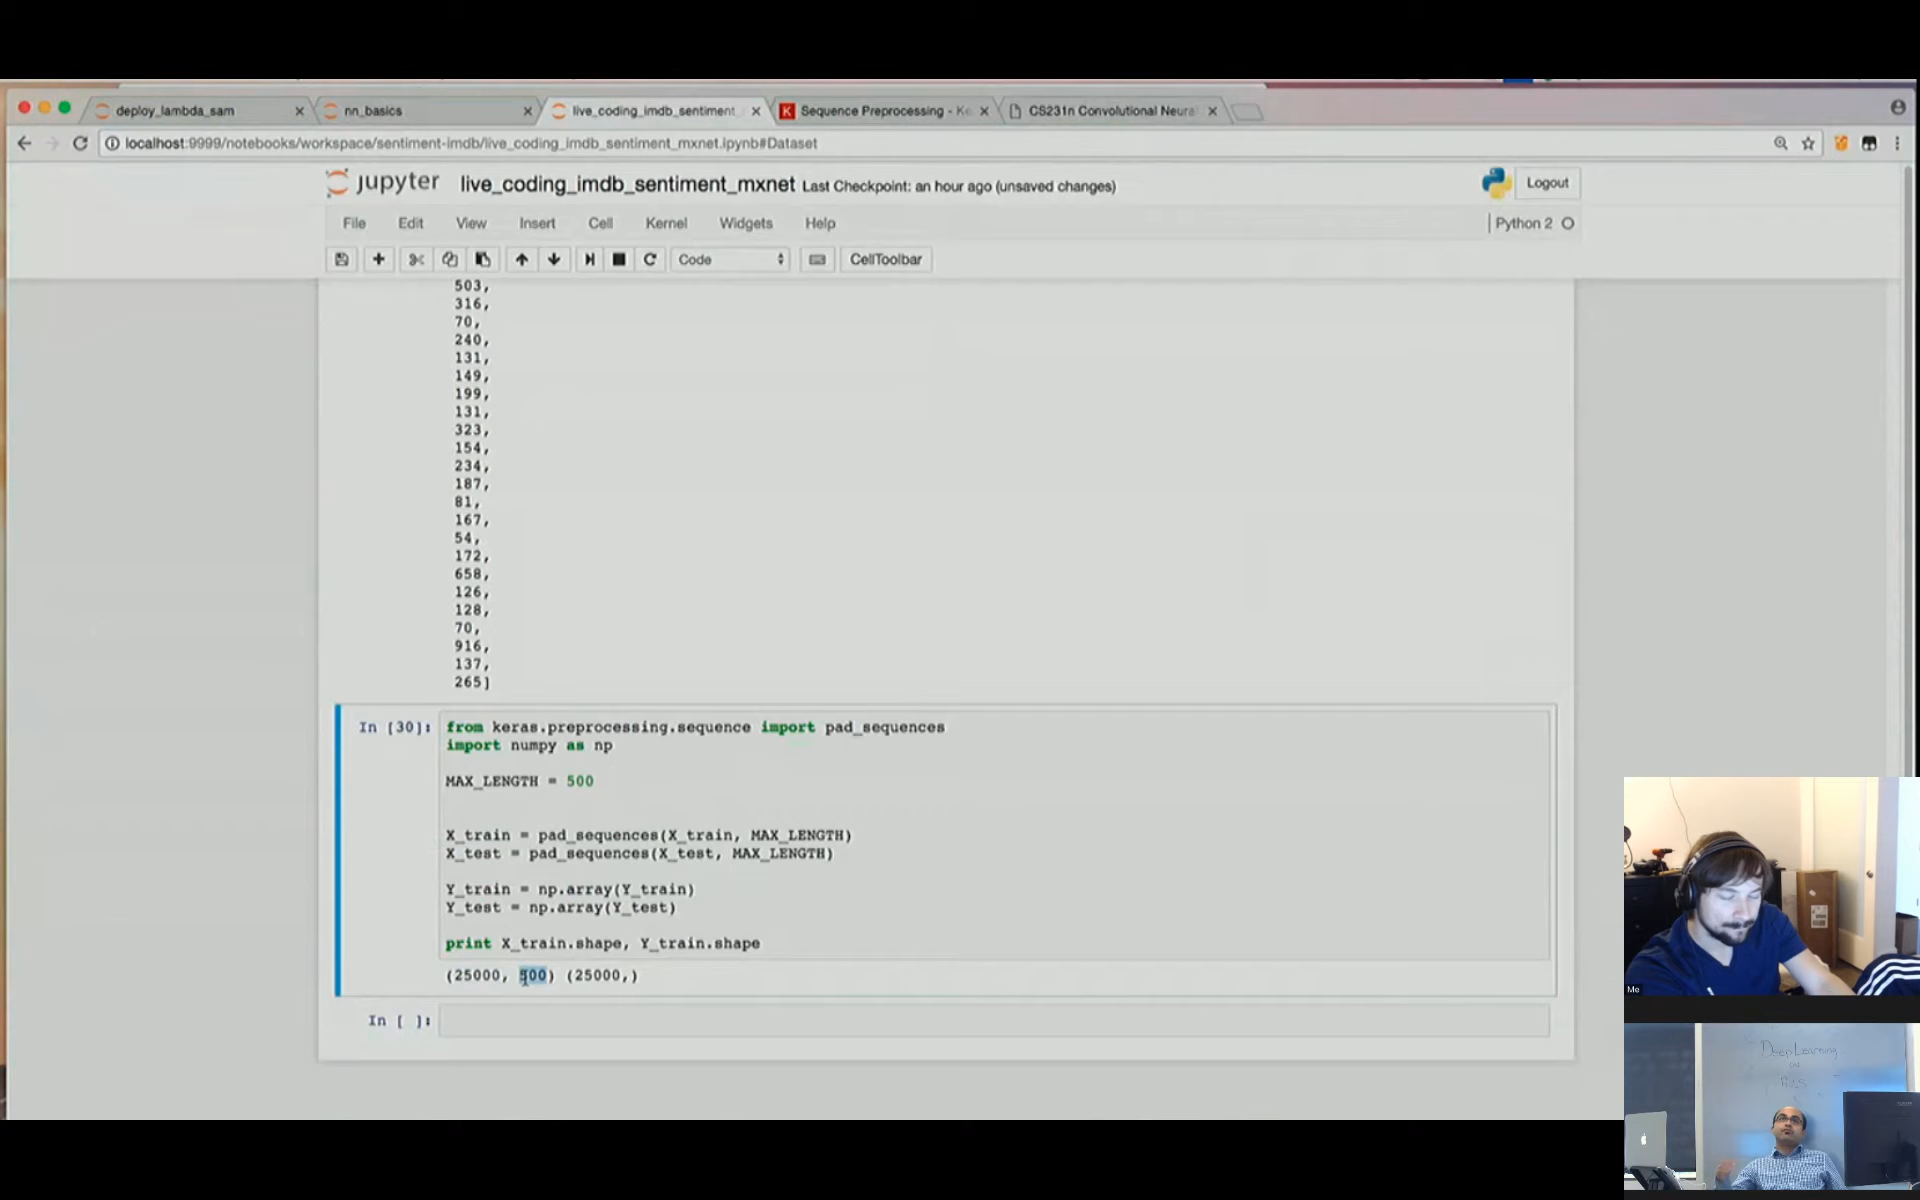 deploy_lambda_sam
nn_basics
live_coding_imdb_sentiment
Sequence Preprocessing - Ke
CS231n Convolutional Neura
localhost:9999/notebooks/workspace/sentiment-imdb/live_coding_imdb_sentiment_mxnet.ipynb#Dataset
jupyter live_coding_imdb_sentiment_mxnet Last Checkpoint: an hour ago (unsaved changes)
Logout
File Edit View Insert Cell Kernel Widgets Help
Python 2
Code
CellToolbar
503,
316,
70,
240,
131,
149,
199,
131,
323,
154,
234,
187,
81,
167,
54,
172,
658,
126,
128,
70,
916,
137,
265]
In [30]: from keras.preprocessing.sequence import pad_sequences
import numpy as np
MAX_LENGTH = 500
X_train = pad_sequences(X_train, MAX_LENGTH)
X_test = pad_sequences(X_test, MAX_LENGTH)
Y_train = np.array(Y_train)
Y_test = np.array(Y_test)
print X_train.shape, Y_train.shape
(25000, 500) (25000,)
In [ ]:
Me
Deep Learning
on
AWS